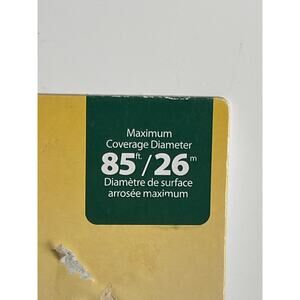 Maximum
Coverage Diameter
85ft. / 26m
Diamètre de surface
arrosée maximum